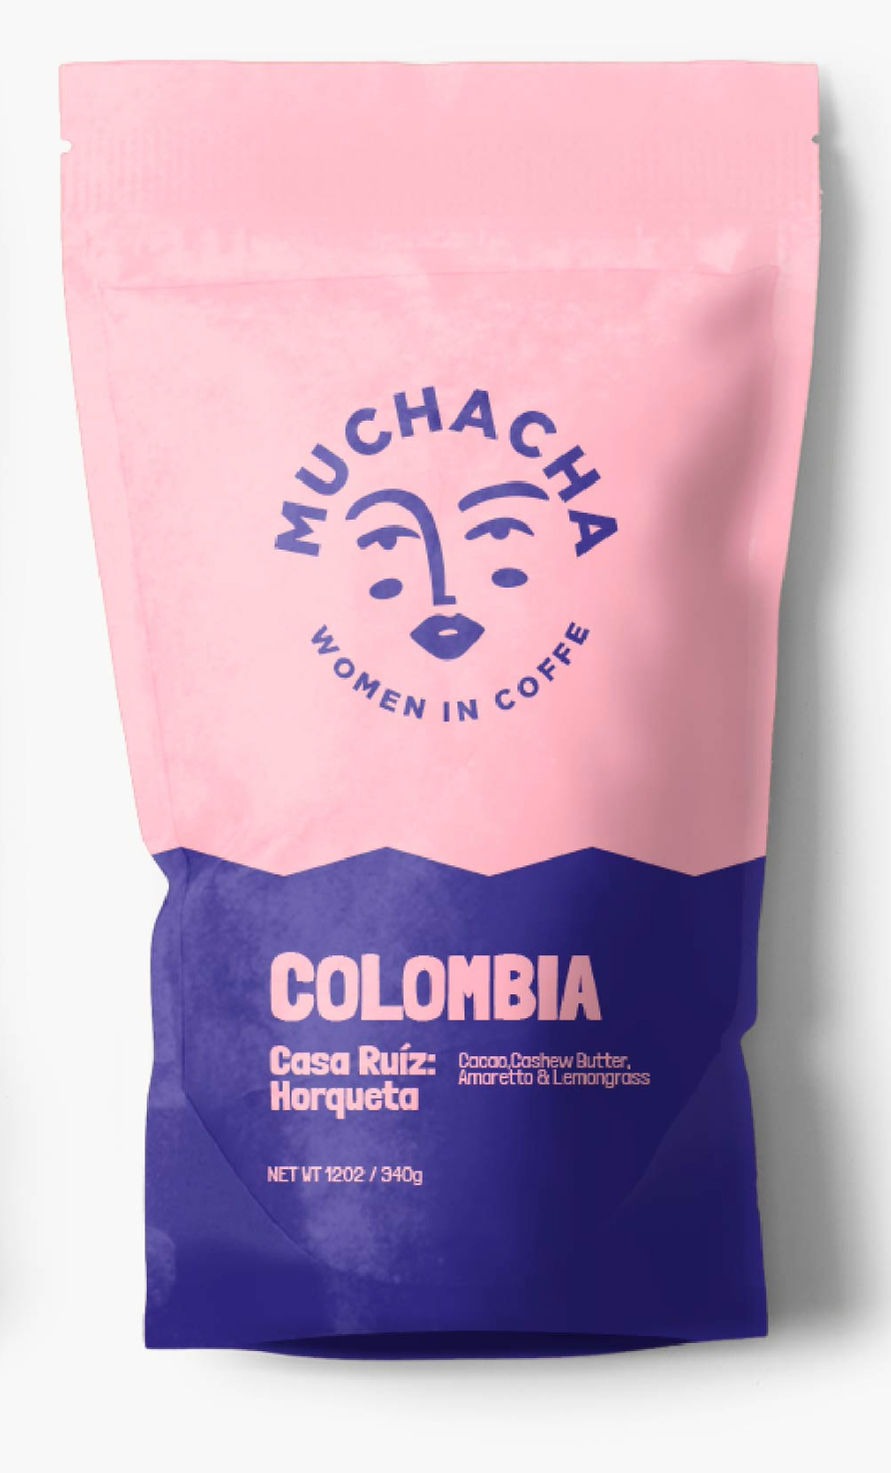 MUCHACHA
WOMEN IN COFFE
COLOMBIA
Casa Ruíz:
Horqueta
Cacao,Cashew Butter,
Amaretto & Lemongrass
NET WT 12OZ / 340g